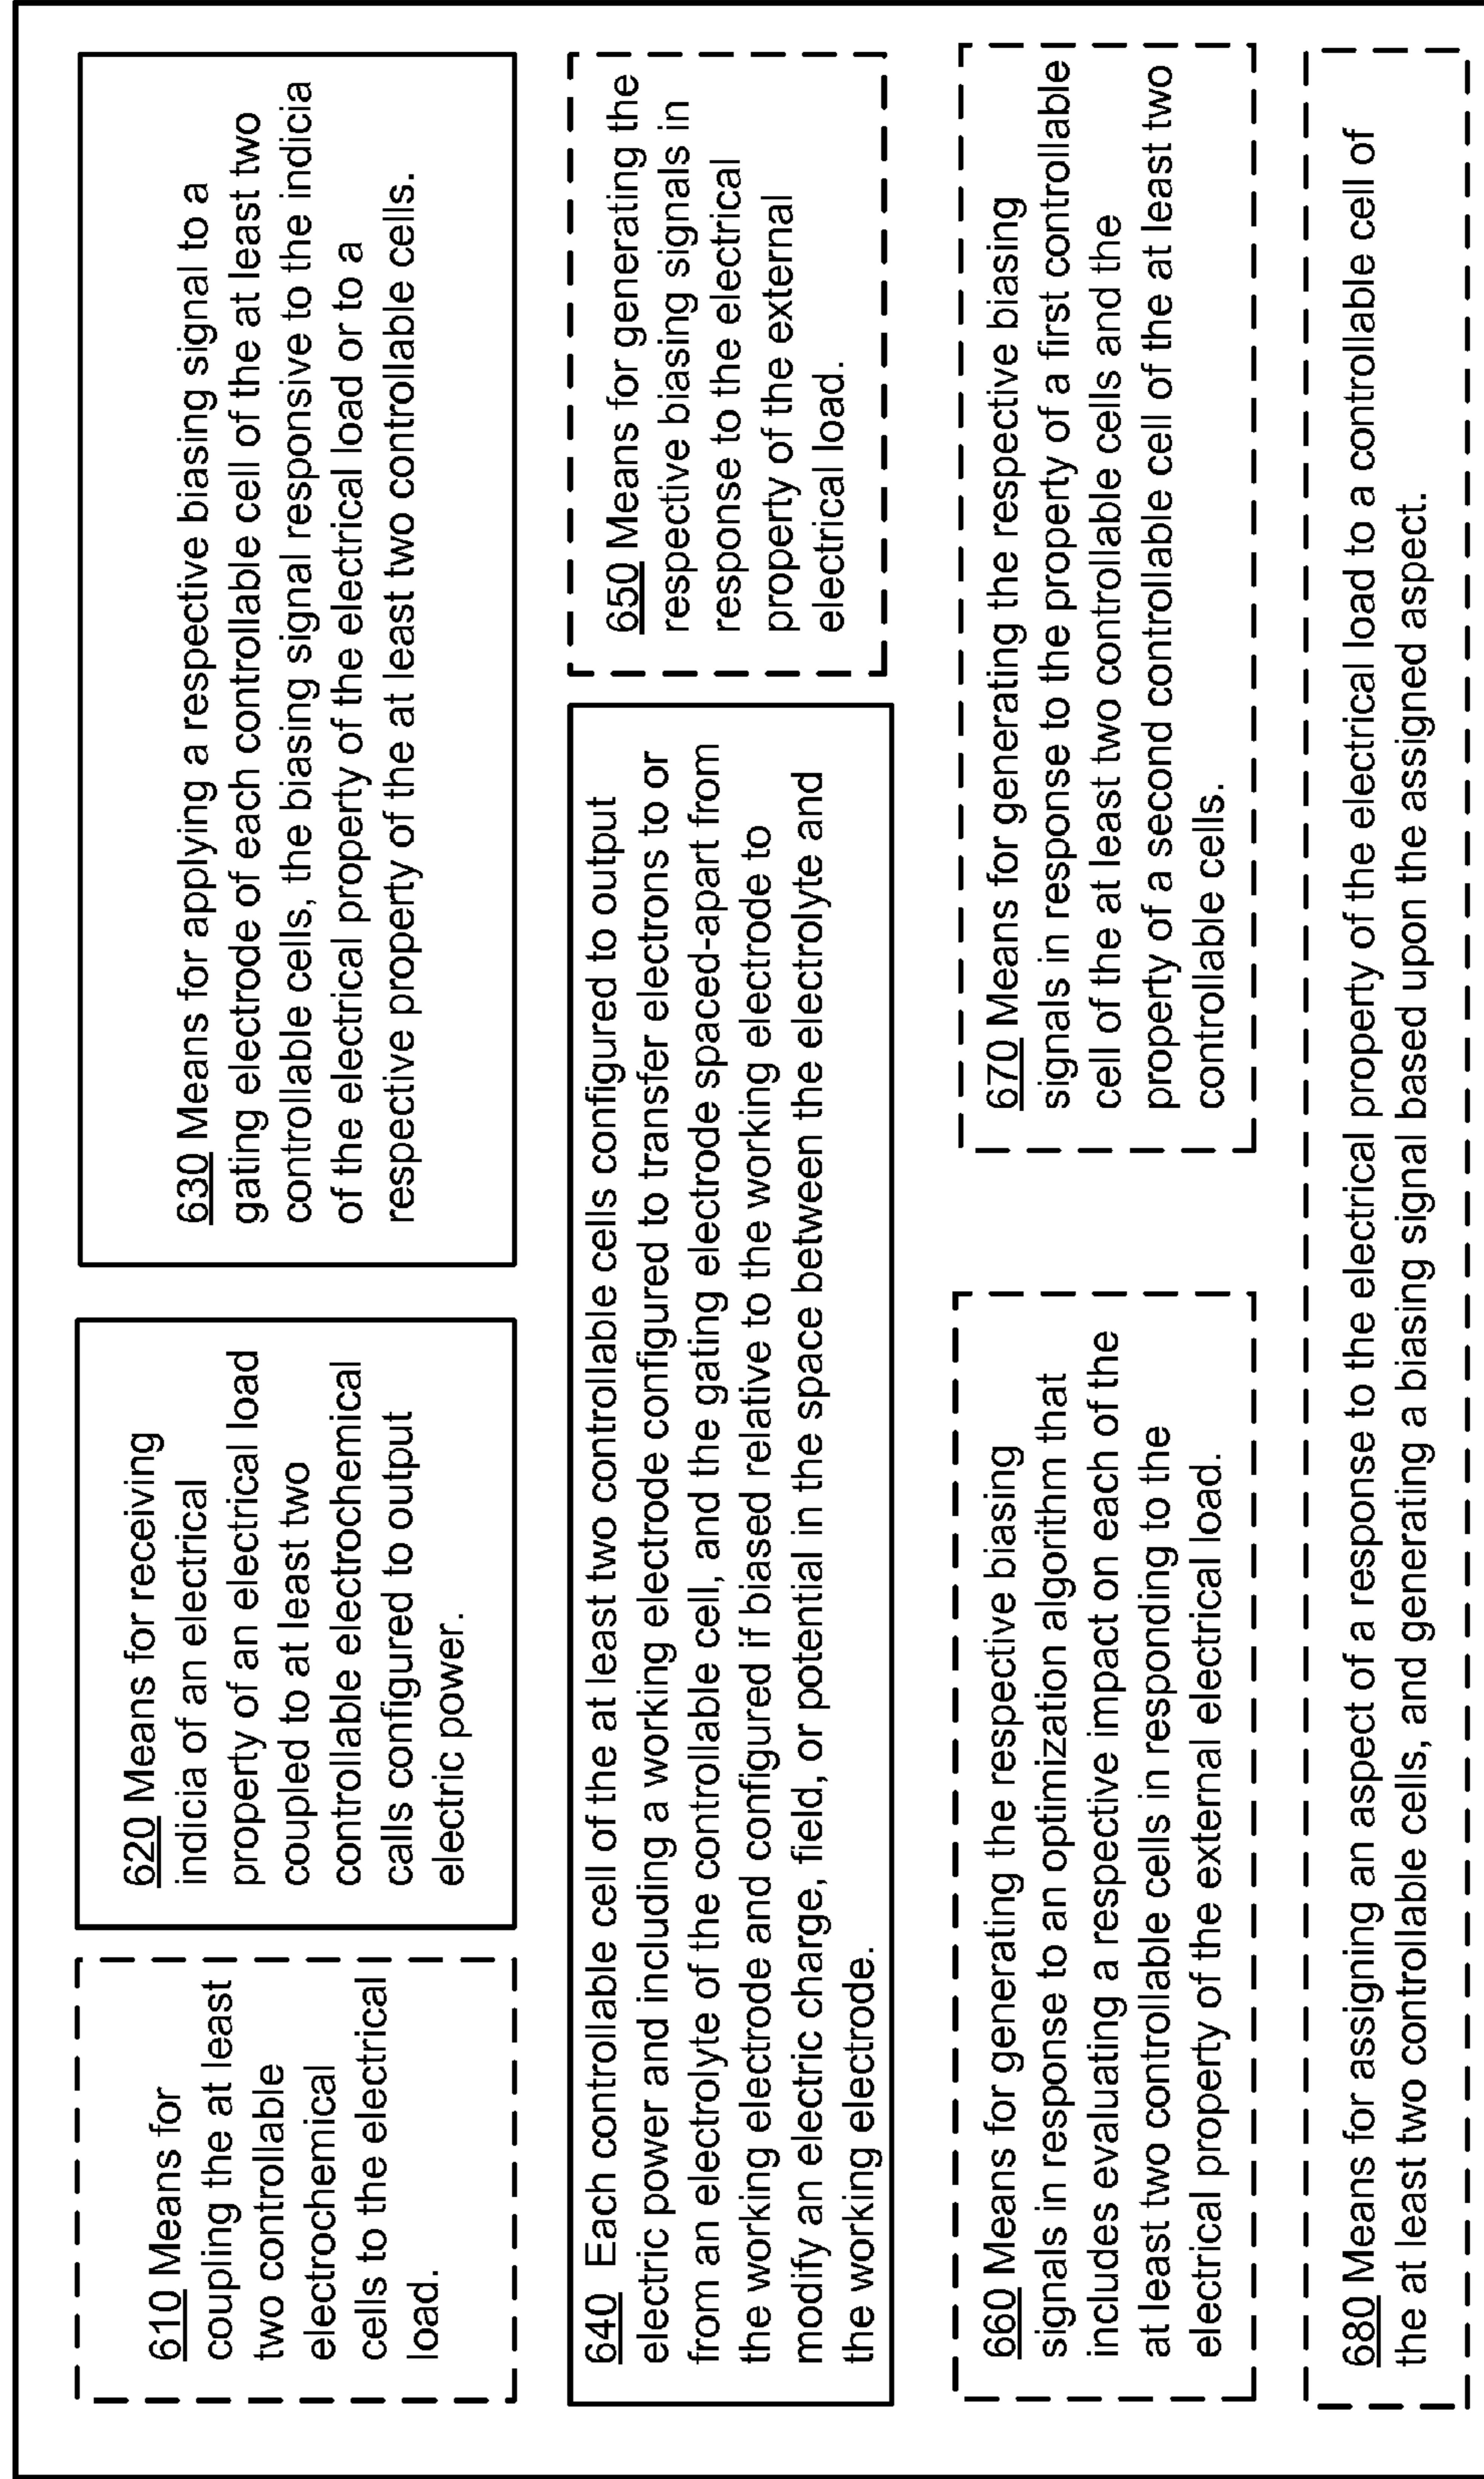 610 Means for
coupling the at least
two controllable
electrochemical
cells to the electrical
load.
620 Means for receiving
indicia of an electrical
property of an electrical load
coupled to at least two
controllable electrochemical
calls configured to output
electric power.
630 Means for applying a respective biasing signal to a
gating electrode of each controllable cell of the at least two
controllable cells, the biasing signal responsive to the indicia
of the electrical property of the electrical load or to a
respective property of the at least two controllable cells.
640 Each controllable cell of the at least two controllable cells configured to output
electric power and including a working electrode configured to transfer electrons to or
from an electrolyte of the controllable cell, and the gating electrode spaced-apart from
the working electrode and configured if biased relative to the working electrode to
modify an electric charge, field, or potential in the space between the electrolyte and
the working electrode.
650 Means for generating the
respective biasing signals in
response to the electrical
property of the external
electrical load.
660 Means for generating the respective biasing
signals in response to an optimization algorithm that
includes evaluating a respective impact on each of the
at least two controllable cells in responding to the
electrical property of the external electrical load.
670 Means for generating the respective biasing
signals in response to the property of a first controllable
cell of the at least two controllable cells and the
property of a second controllable cell of the at least two
controllable cells.
680 Means for assigning an aspect of a response to the electrical property of the electrical load to a controllable cell of
the at least two controllable cells, and generating a biasing signal based upon the assigned aspect.